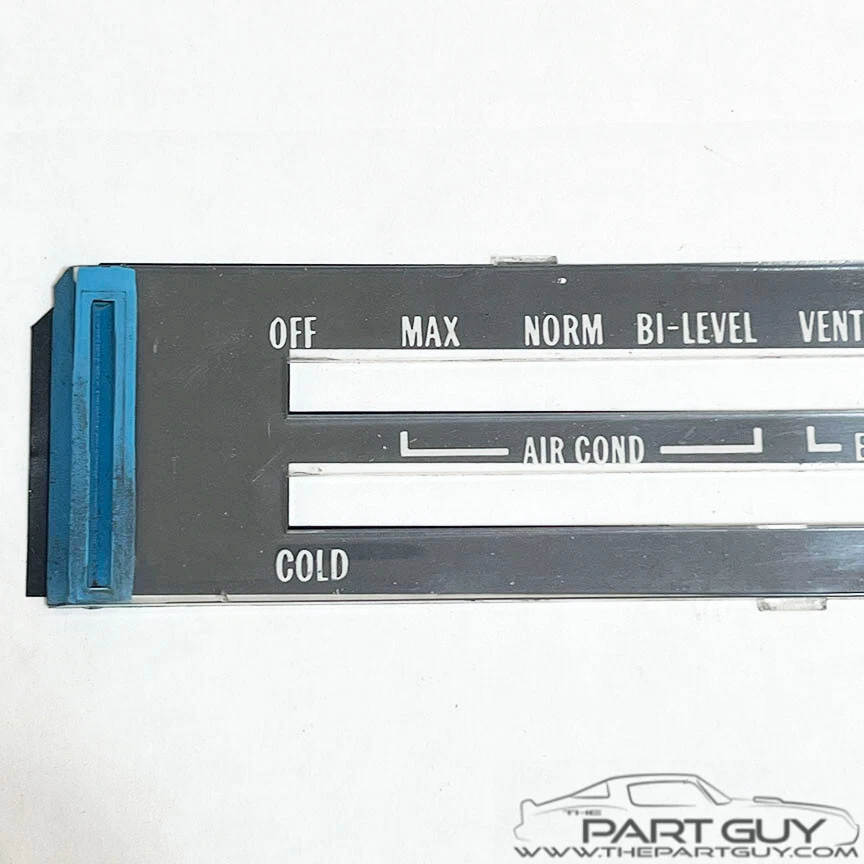 OFF MAX NORM BI-LEVEL VENT
AIR COND E
COLD
THE
PART GUY
WWW.THEPARTGUY.COM